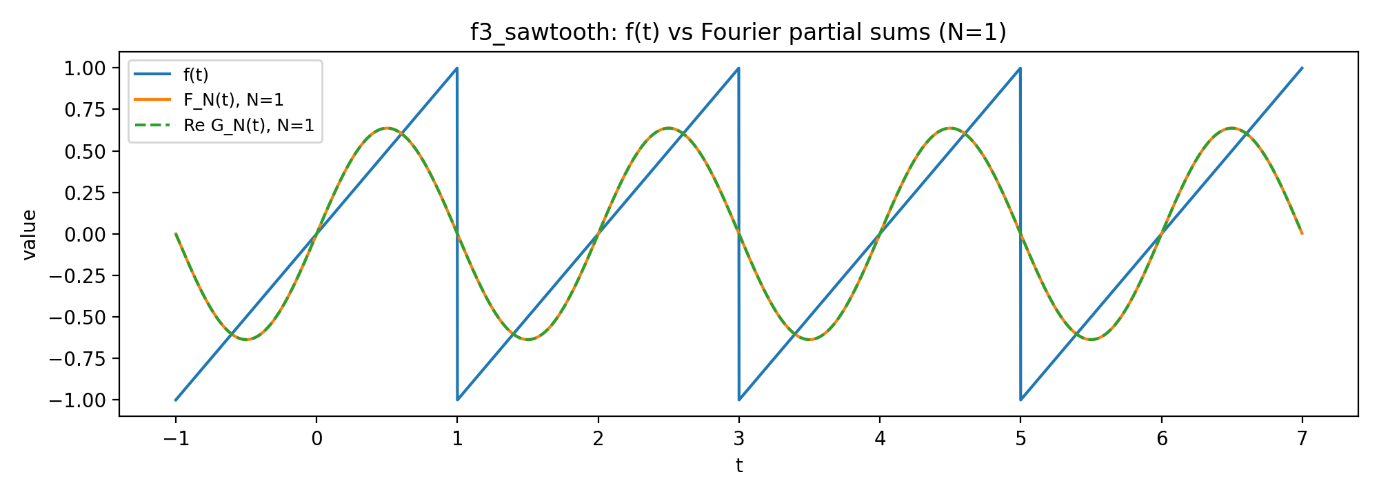 f3_sawtooth: f(t) vs Fourier partial sums (N=1)
f(t)
F_N(t), N=1
Re G_N(t), N=1
value
1.00
0.75
0.50
0.25
0.00
−0.25
−0.50
−0.75
−1.00
−1 0 1 2 3 4 5 6 7
t